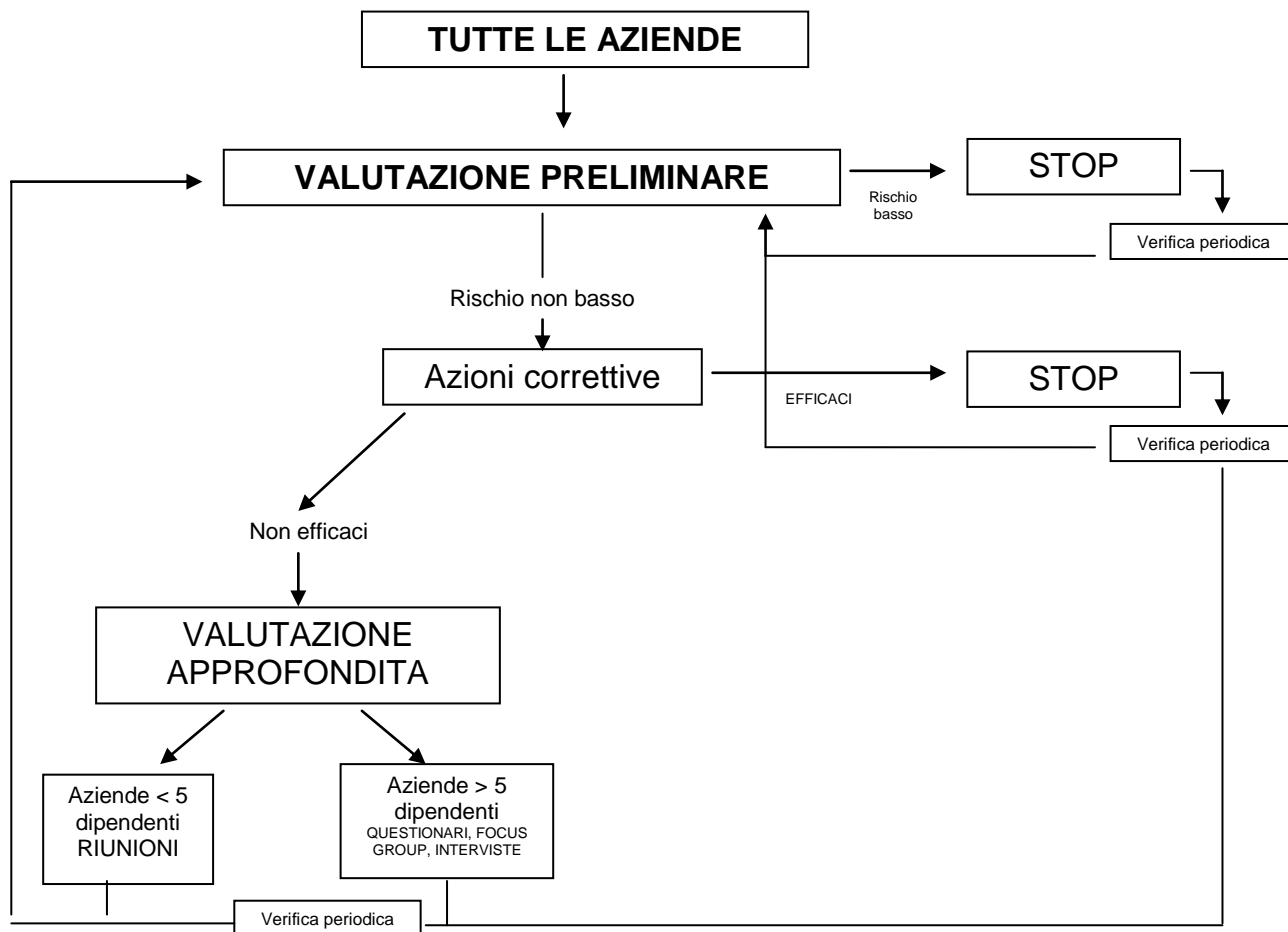 TUTTE LE AZIENDE
VALUTAZIONE PRELIMINARE
Rischio
basso
STOP
Verifica periodica
Rischio non basso
Azioni correttive
EFFICACI
STOP
Verifica periodica
Non efficaci
VALUTAZIONE
APPROFONDITA
Aziende < 5
dipendenti
RIUNIONI
Aziende > 5
dipendenti
QUESTIONARI, FOCUS
GROUP, INTERVISTE
Verifica periodica